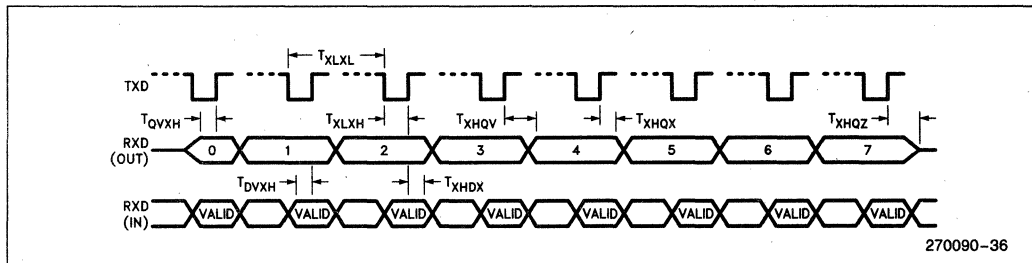 TXLXL
TXD
TQVXH TXLXH TXHQV TXHQX TXHQZ
RXD
(OUT)
0 1 2 3 4 5 6 7
TDVXH TXHDX
RXD
(IN)
VALID VALID VALID VALID VALID VALID VALID VALID
270090-36